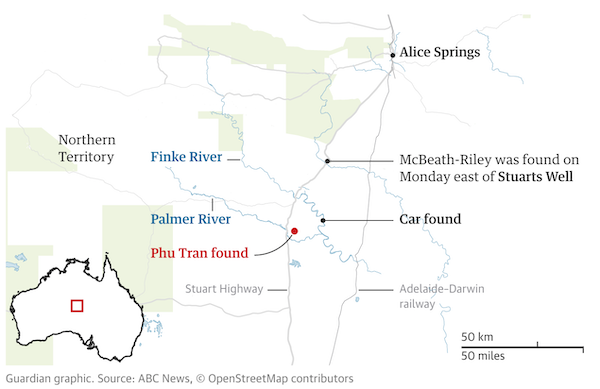 Alice Springs
Northern
Territory
Finke River
McBeath-Riley was found on
Monday east of Stuarts Well
Palmer River
Car found
Phu Tran found
Stuart Highway
Adelaide-Darwin
railway
50 km
50 miles
Guardian graphic. Source: ABC News, © OpenStreetMap contributors